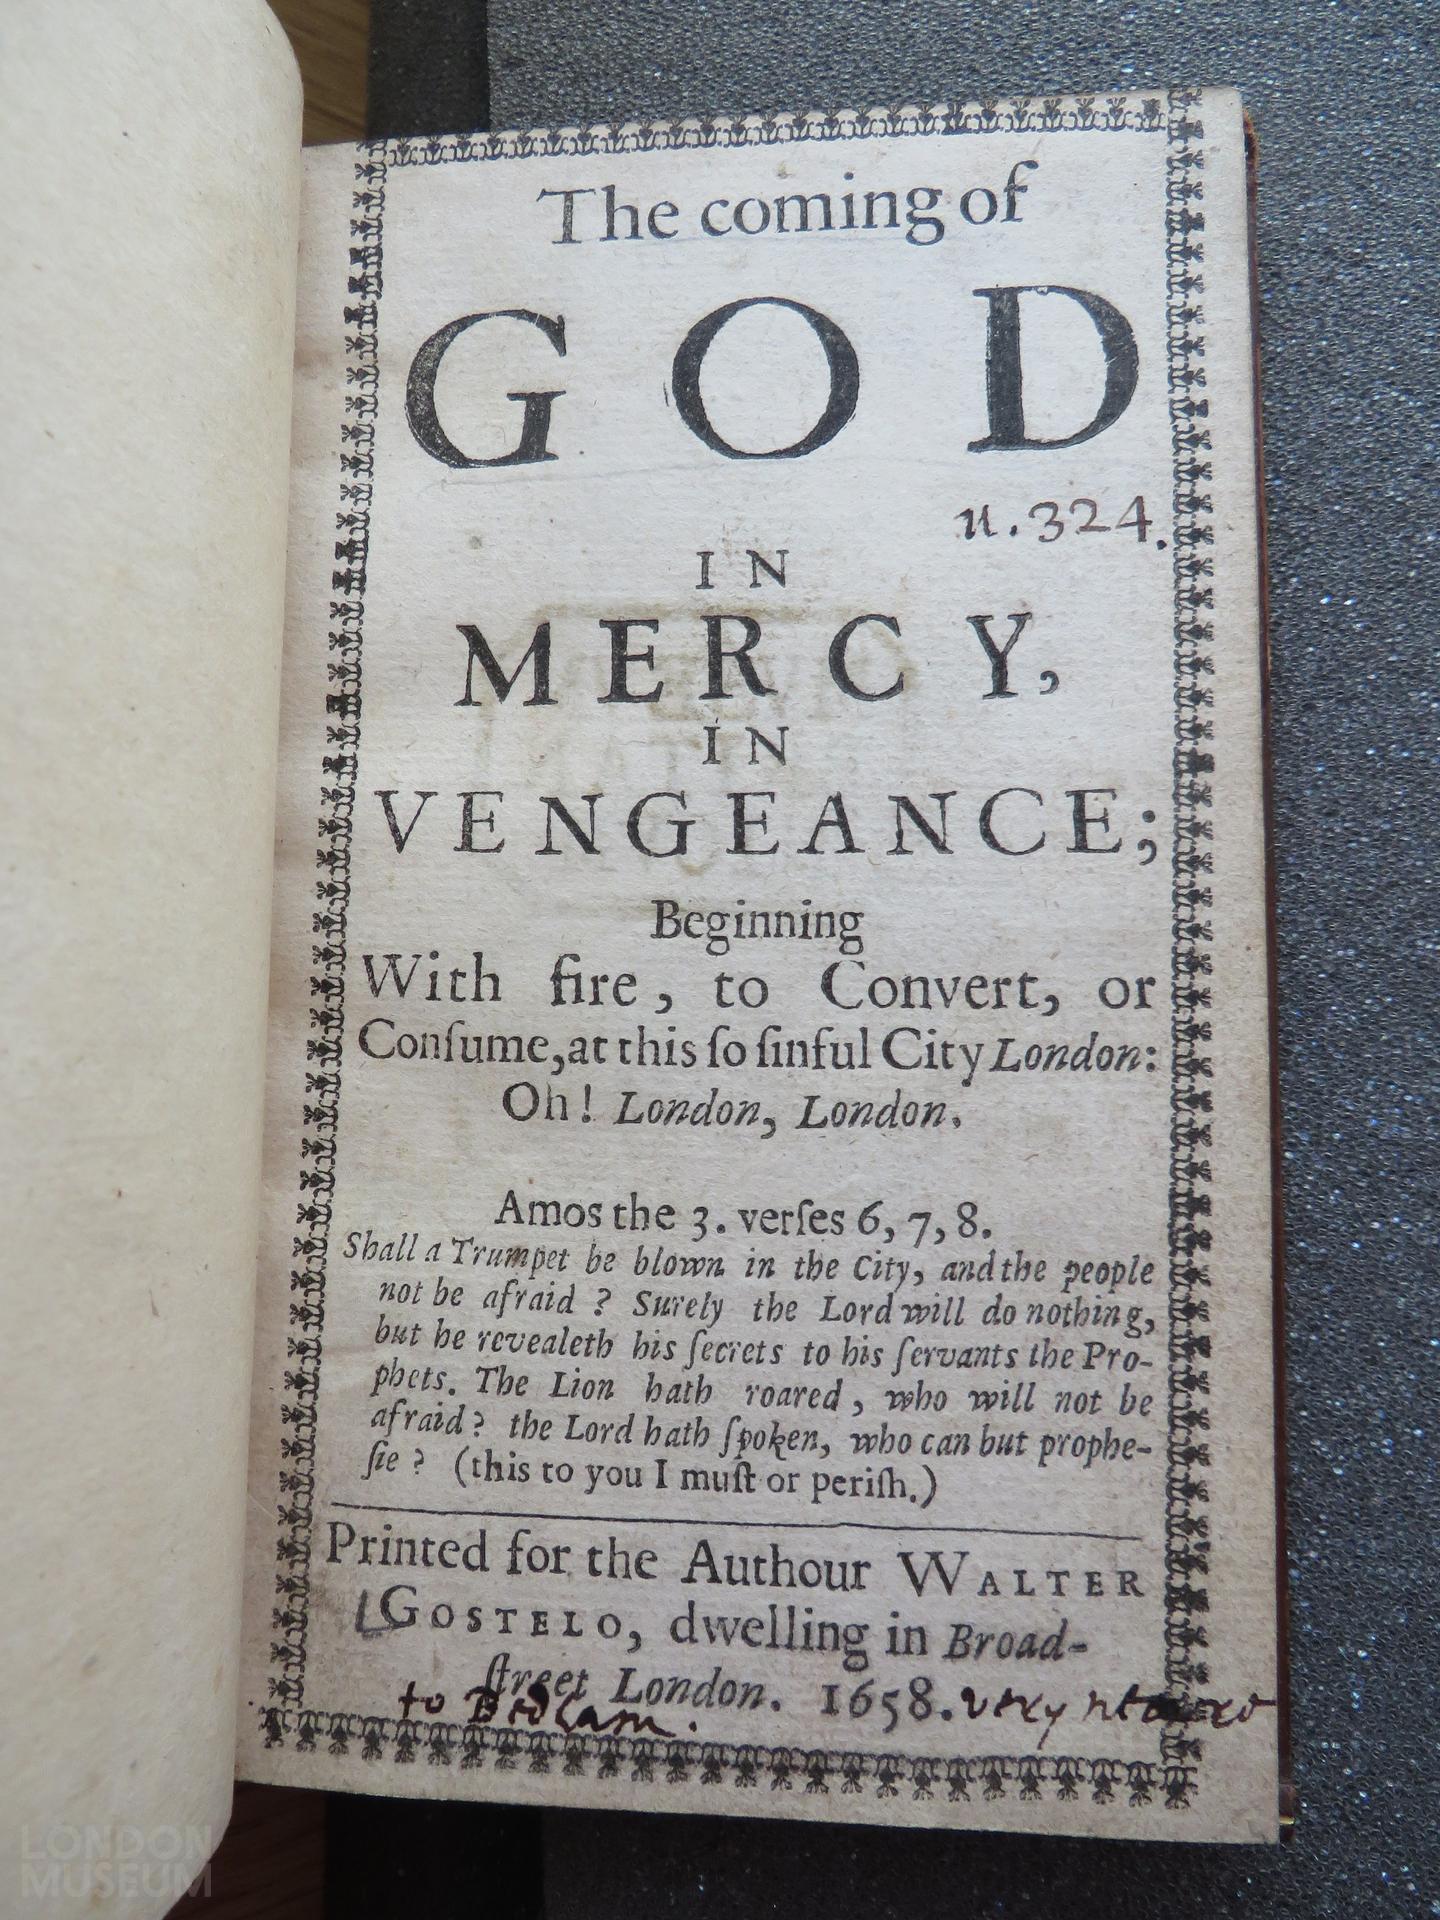 The coming of
GOD
n. 324.
IN
MERCY,
IN
VENGEANCE;
Beginning
With fire, to Convert, or
Conſume, at this ſo ſinful City London:
Oh! London, London.
Amos the 3. verſes 6, 7, 8.
Shall a Trumpet be blown in the City, and the people
not be afraid? Surely the Lord will do nothing,
but he revealeth his ſecrets to his ſervants the Pro-
phets. The Lion hath roared, who will not be
afraid? the Lord hath ſpoken, who can but prophe-
ſie? (this to you I muſt or periſh.)
Printed for the Authour WALTER
GOSTELO, dwelling in Broad-
ſtreet London. 1658. very
to Bedlam.
LONDON
MUSEUM